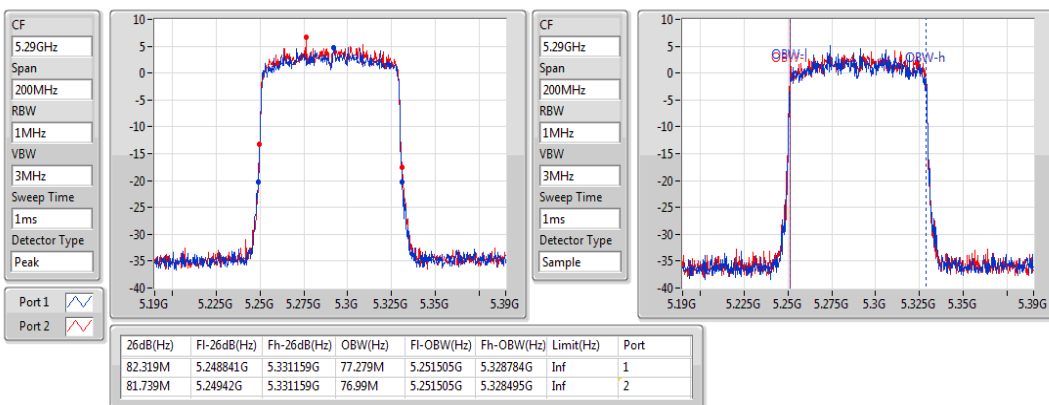 CF
5.29GHz
Span
200MHz
RBW
1MHz
VBW
3MHz
Sweep Time
1ms
Detector Type
Peak
Port 1
Port 2
10
5
0
-5
-10
-15
-20
-25
-30
-35
-40
5.19G 5.225G 5.25G 5.275G 5.3G 5.325G 5.35G 5.39G
CF
5.29GHz
Span
200MHz
RBW
1MHz
VBW
3MHz
Sweep Time
1ms
Detector Type
Sample
10
5
0
-5
-10
-15
-20
-25
-30
-35
-40
OBW-l OBW-h
5.19G 5.225G 5.25G 5.275G 5.3G 5.325G 5.35G 5.39G
26dB(Hz) Fl-26dB(Hz) Fh-26dB(Hz) OBW(Hz) Fl-OBW(Hz) Fh-OBW(Hz) Limit(Hz) Port
82.319M 5.248841G 5.331159G 77.279M 5.251505G 5.328784G Inf 1
81.739M 5.24942G 5.331159G 76.99M 5.251505G 5.328495G Inf 2